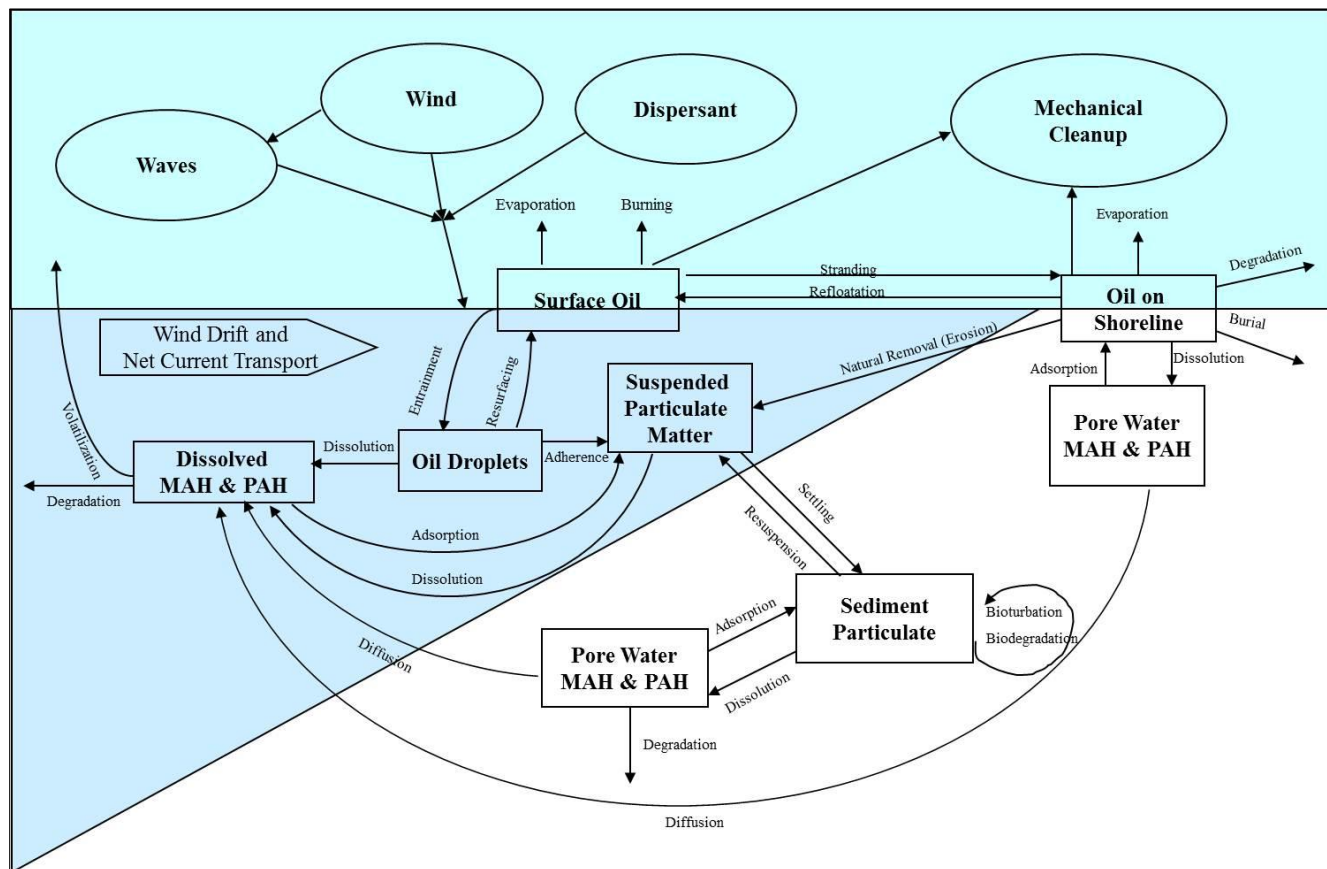 Wind
Dispersant
Mechanical
Cleanup
Waves
Evaporation
Burning
Evaporation
Degradation
Stranding
Refloatation
Surface Oil
Oil on
Shoreline
Burial
Wind Drift and
Net Current Transport
Entrainment
Resurfacing
Natural Removal (Erosion)
Adsorption
Dissolution
Suspended
Particulate
Matter
Pore Water
MAH & PAH
Volatilization
Dissolved
MAH & PAH
Dissolution
Oil Droplets
Adherence
Degradation
Settling
Resuspension
Adsorption
Dissolution
Sediment
Particulate
Bioturbation
Biodegradation
Adsorption
Diffusion
Pore Water
MAH & PAH
Dissolution
Degradation
Diffusion